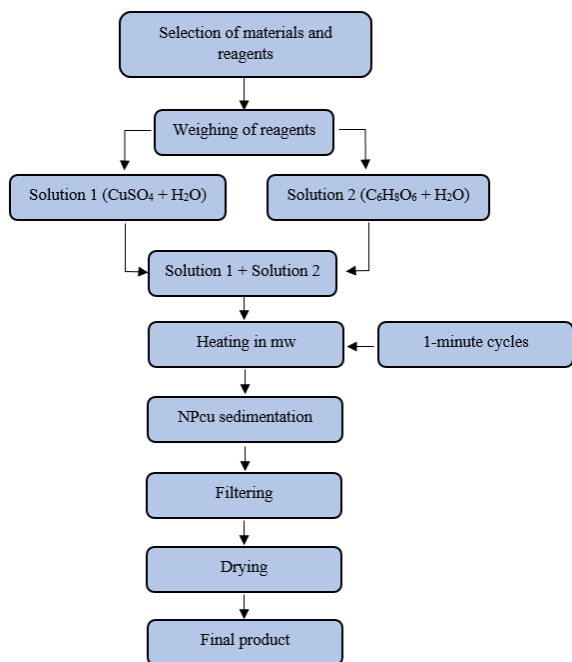 Selection of materials and
reagents
Weighing of reagents
Solution 1 (CuSO₄ + H₂O)
Solution 2 (C₆H₈O₆ + H₂O)
Solution 1 + Solution 2
Heating in mw
1-minute cycles
NPcu sedimentation
Filtering
Drying
Final product